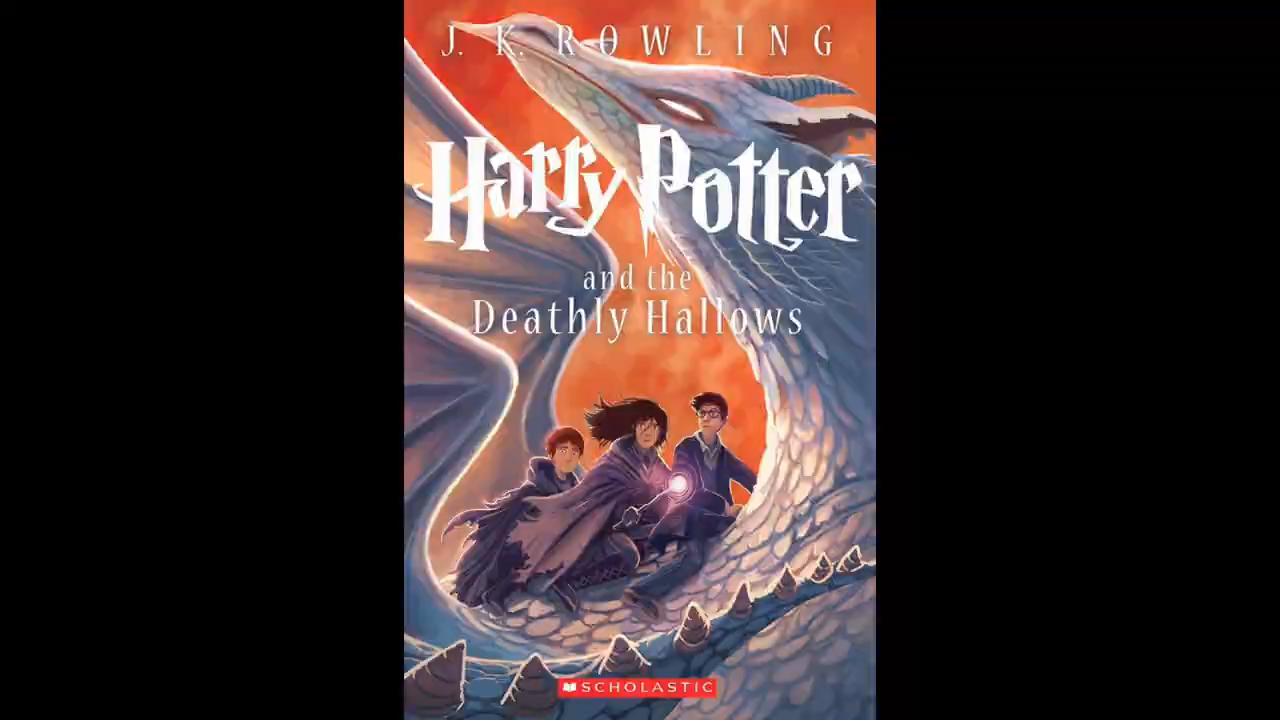 J. K. ROWLING
Harry Potter
and the
Deathly Hallows
SCHOLASTIC